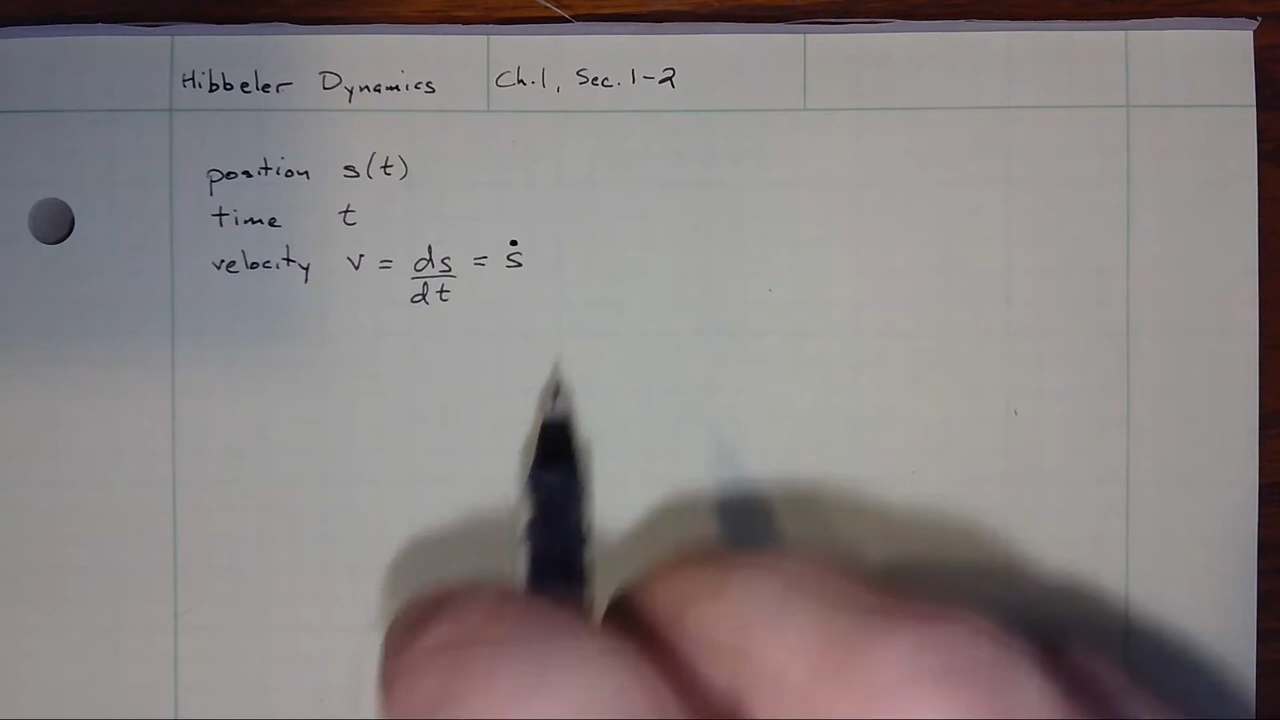 Hibbeler Dynamics Ch.1, Sec. 1-2
position s(t)
time t
velocity v = ds/dt = ṡ